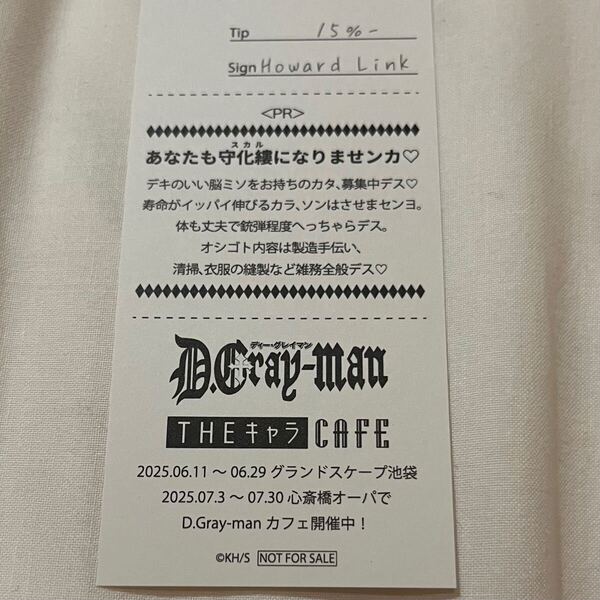 Tip 15%-
Sign Howard Link
<PR>
スカル
あなたも守化縷になりませンカ♡
デキのいい脳ミソをお持ちのカタ、募集中デス♡
寿命がイッパイ伸びるカラ、ソンはさせませンヨ。
体も丈夫で銃弾程度へっちゃらデス。
オシゴト内容は製造手伝い、
清掃、衣服の縫製など雑務全般デス♡
ディー・グレイマン
D.Gray-man
THEキャラ CAFE
2025.06.11 ～ 06.29 グランドスケープ池袋
2025.07.3 ～ 07.30 心斎橋オーパで
D.Gray-man カフェ開催中！
©KH/S NOT FOR SALE